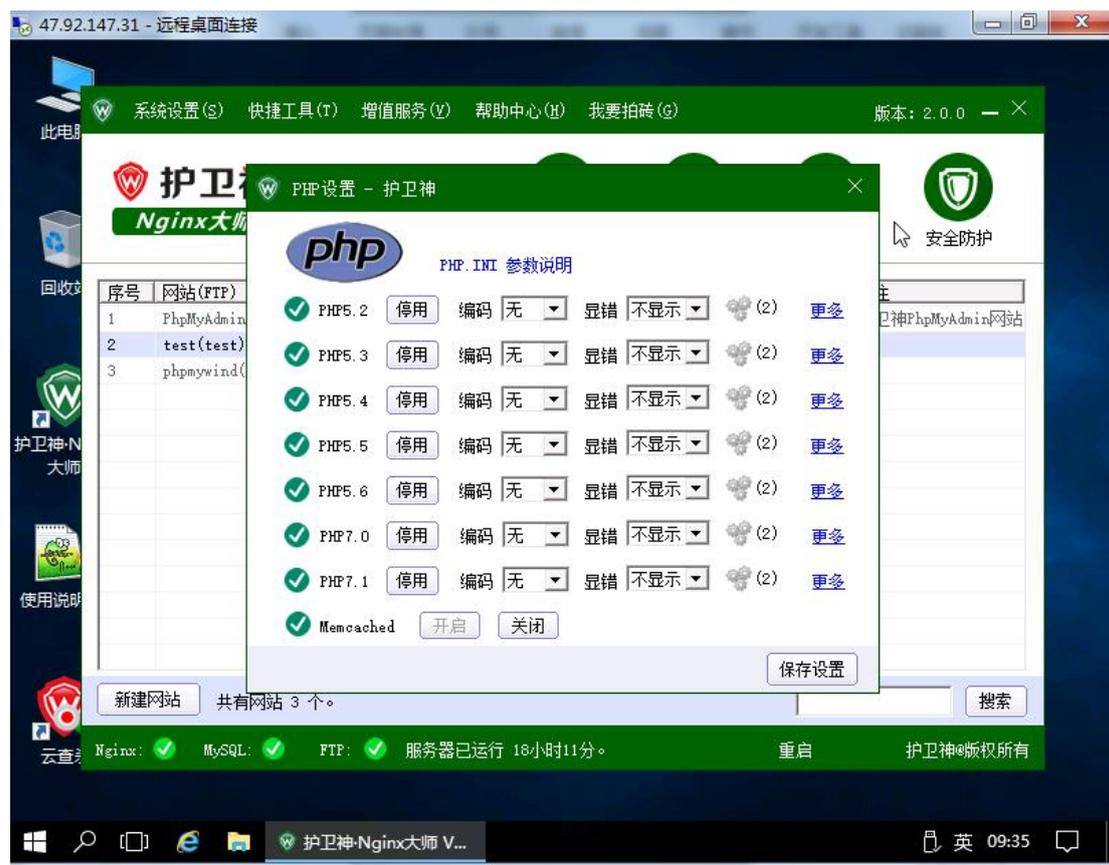 47.92.147.31 - 远程桌面连接
系统设置(S) 快捷工具(T) 增值服务(V) 帮助中心(H) 我要拍砖(G) 版本: 2.0.0
此电脑
护卫神
Nginx大师
安全防护
PHP设置 - 护卫神
php
PHP.INI 参数说明
回收站
序号 网站(FTP)
注
1 PhpMyAdmin
卫神PhpMyAdmin网站
2 test(test)
3 phpmywind(
PHP5.2 停用 编码 无 显错 不显示 (2) 更多
PHP5.3 停用 编码 无 显错 不显示 (2) 更多
PHP5.4 停用 编码 无 显错 不显示 (2) 更多
PHP5.5 停用 编码 无 显错 不显示 (2) 更多
PHP5.6 停用 编码 无 显错 不显示 (2) 更多
PHP7.0 停用 编码 无 显错 不显示 (2) 更多
PHP7.1 停用 编码 无 显错 不显示 (2) 更多
Memcached 开启 关闭
保存设置
护卫神·N
大师
使用说明
云查杀
新建网站 共有网站 3 个。 搜索
Nginx: MySQL: FTP: 服务器已运行 18小时11分。 重启 护卫神@版权所有
护卫神·Nginx大师 V... 英 09:35